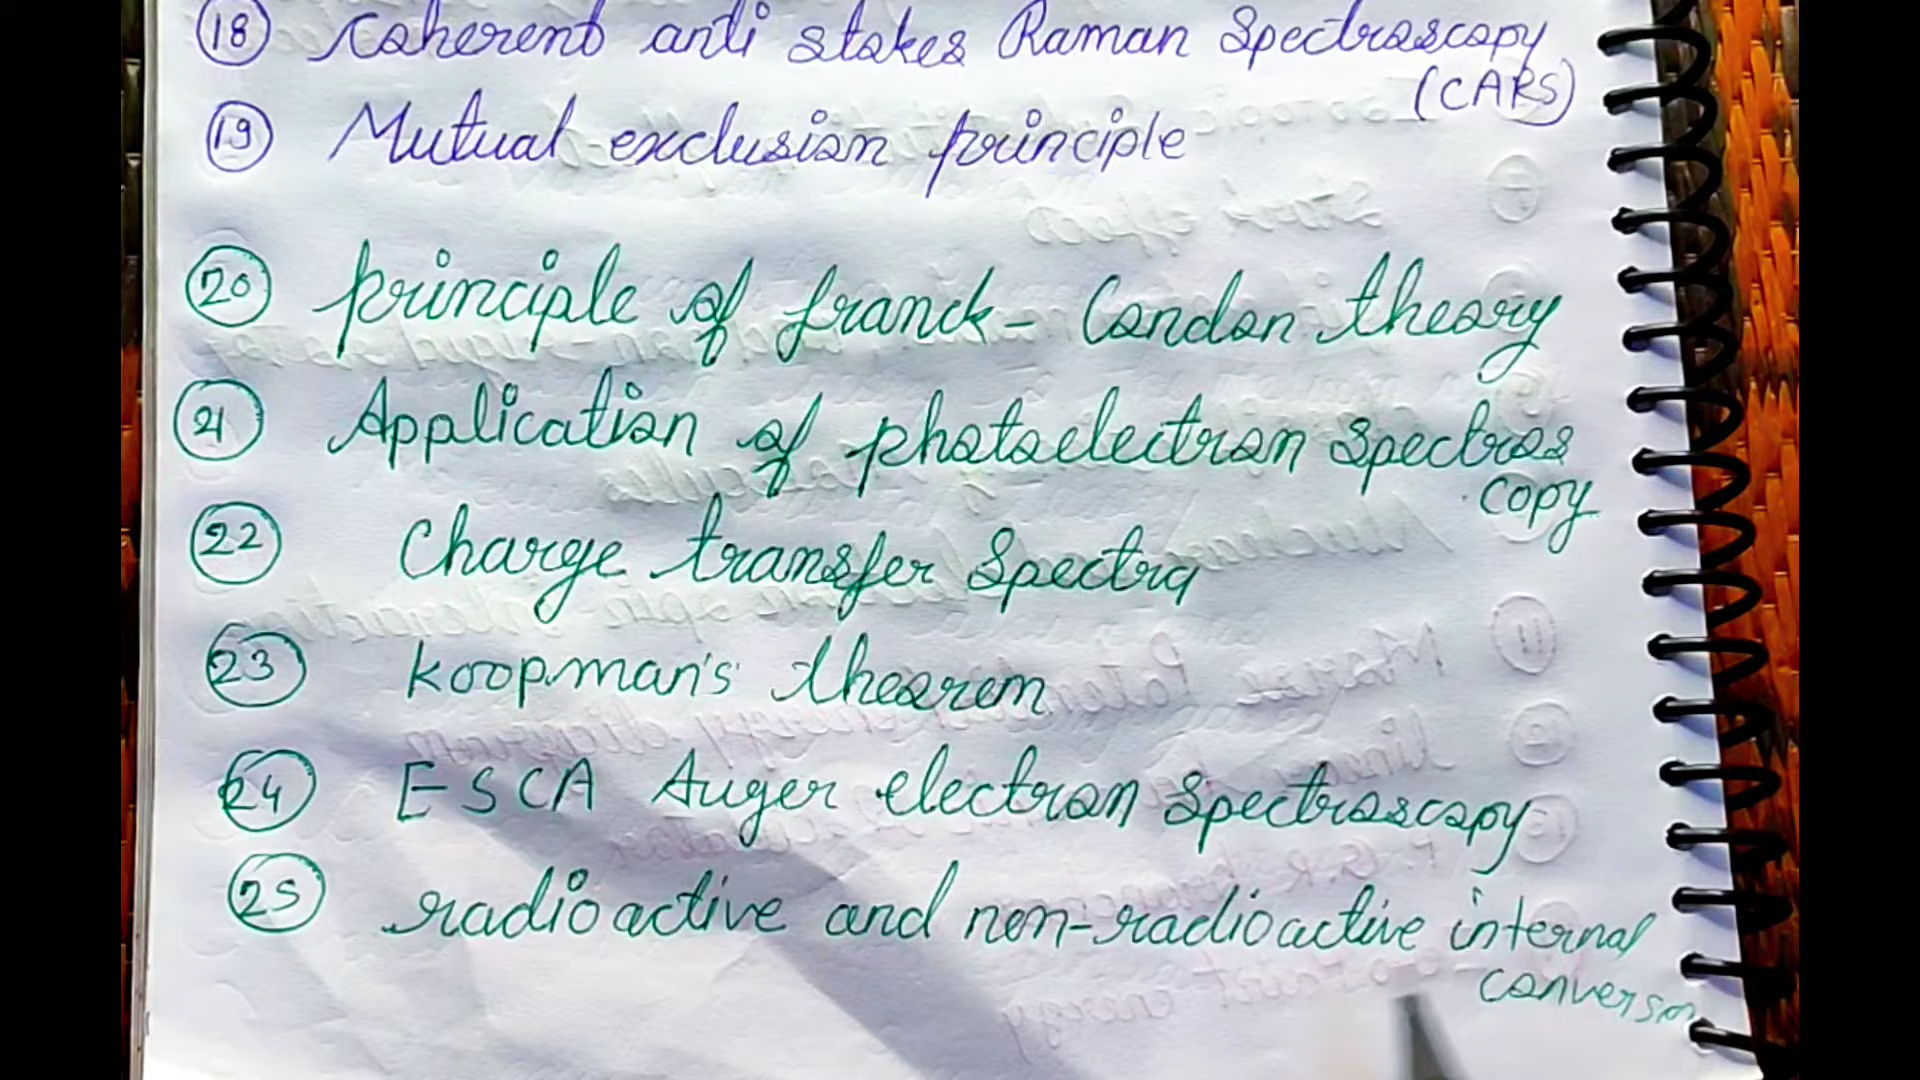 18 Coherent anti stokes Raman Spectroscopy
(CARS)
19 Mutual exclusion principle
20 principle of franck - Condon theory
21 Application of photoelectron spectros
copy
22 Charge transfer Spectra
23 koopman's theorem
24 ESCA Auger electron spectroscopy
25 radioactive and non-radioactive internal
converson